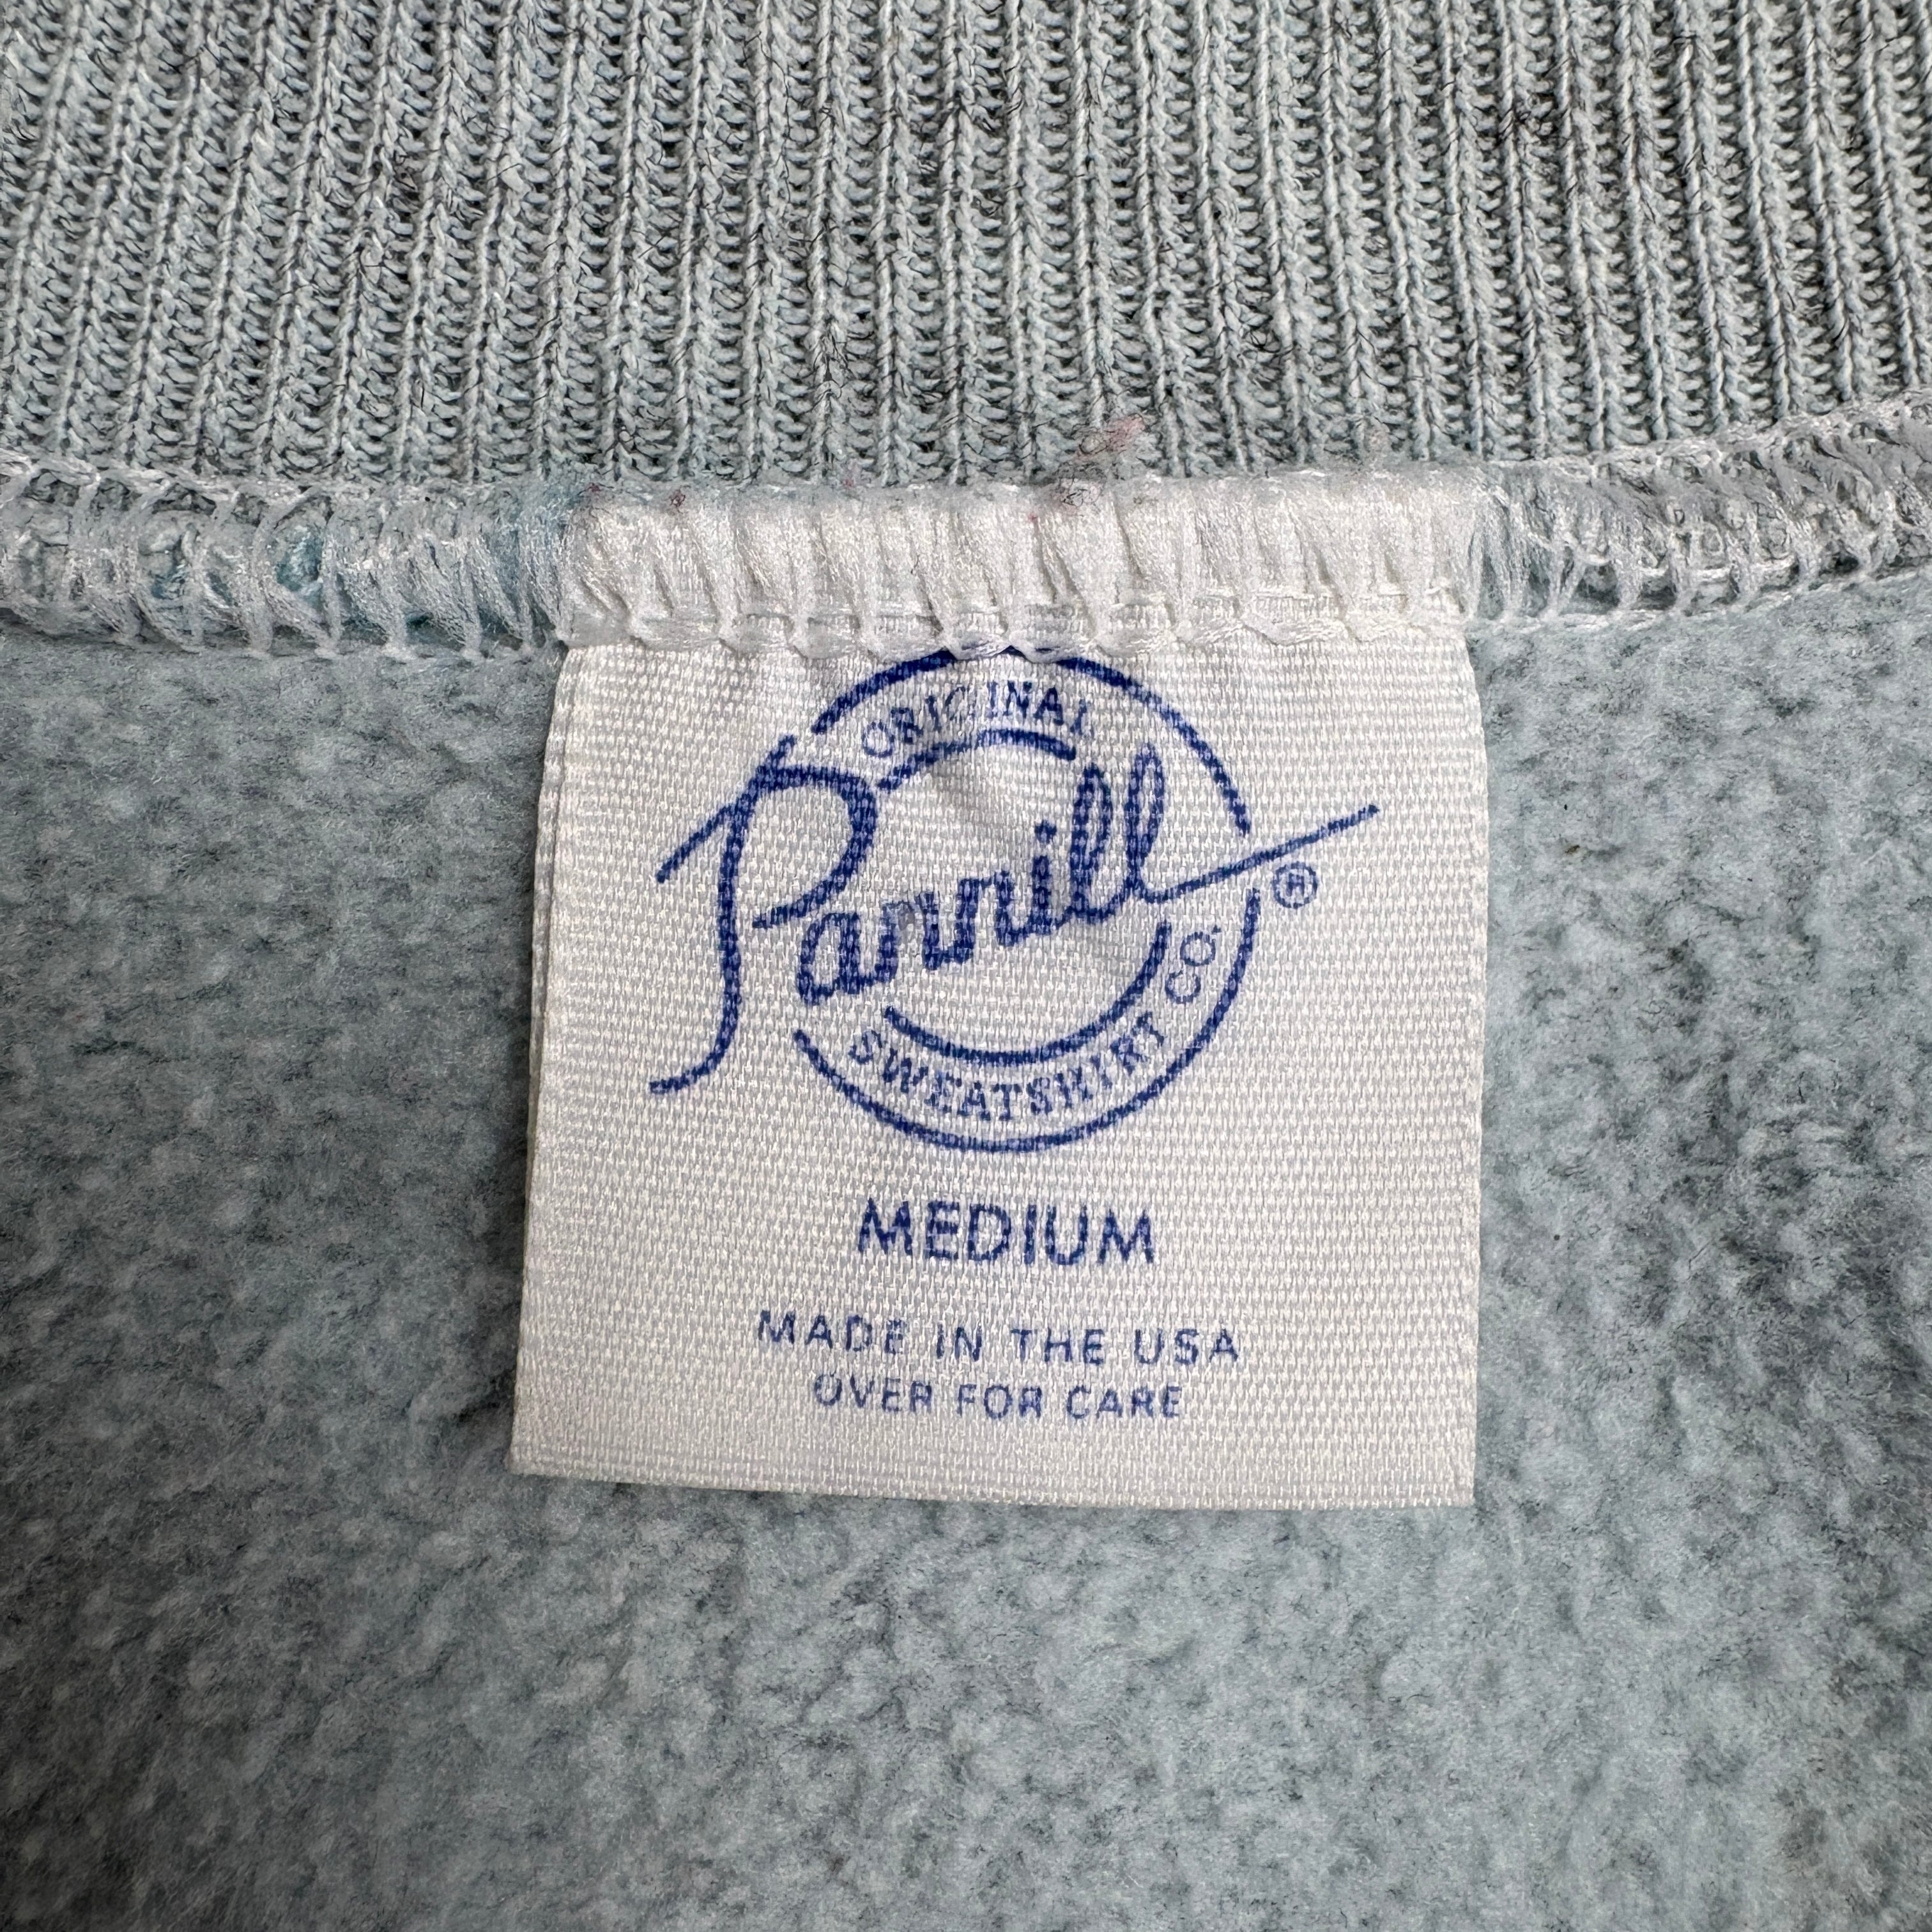 ORIGINAL
Pannill ®
SWEATSHIRT CO.
MEDIUM
MADE IN THE USA
OVER FOR CARE